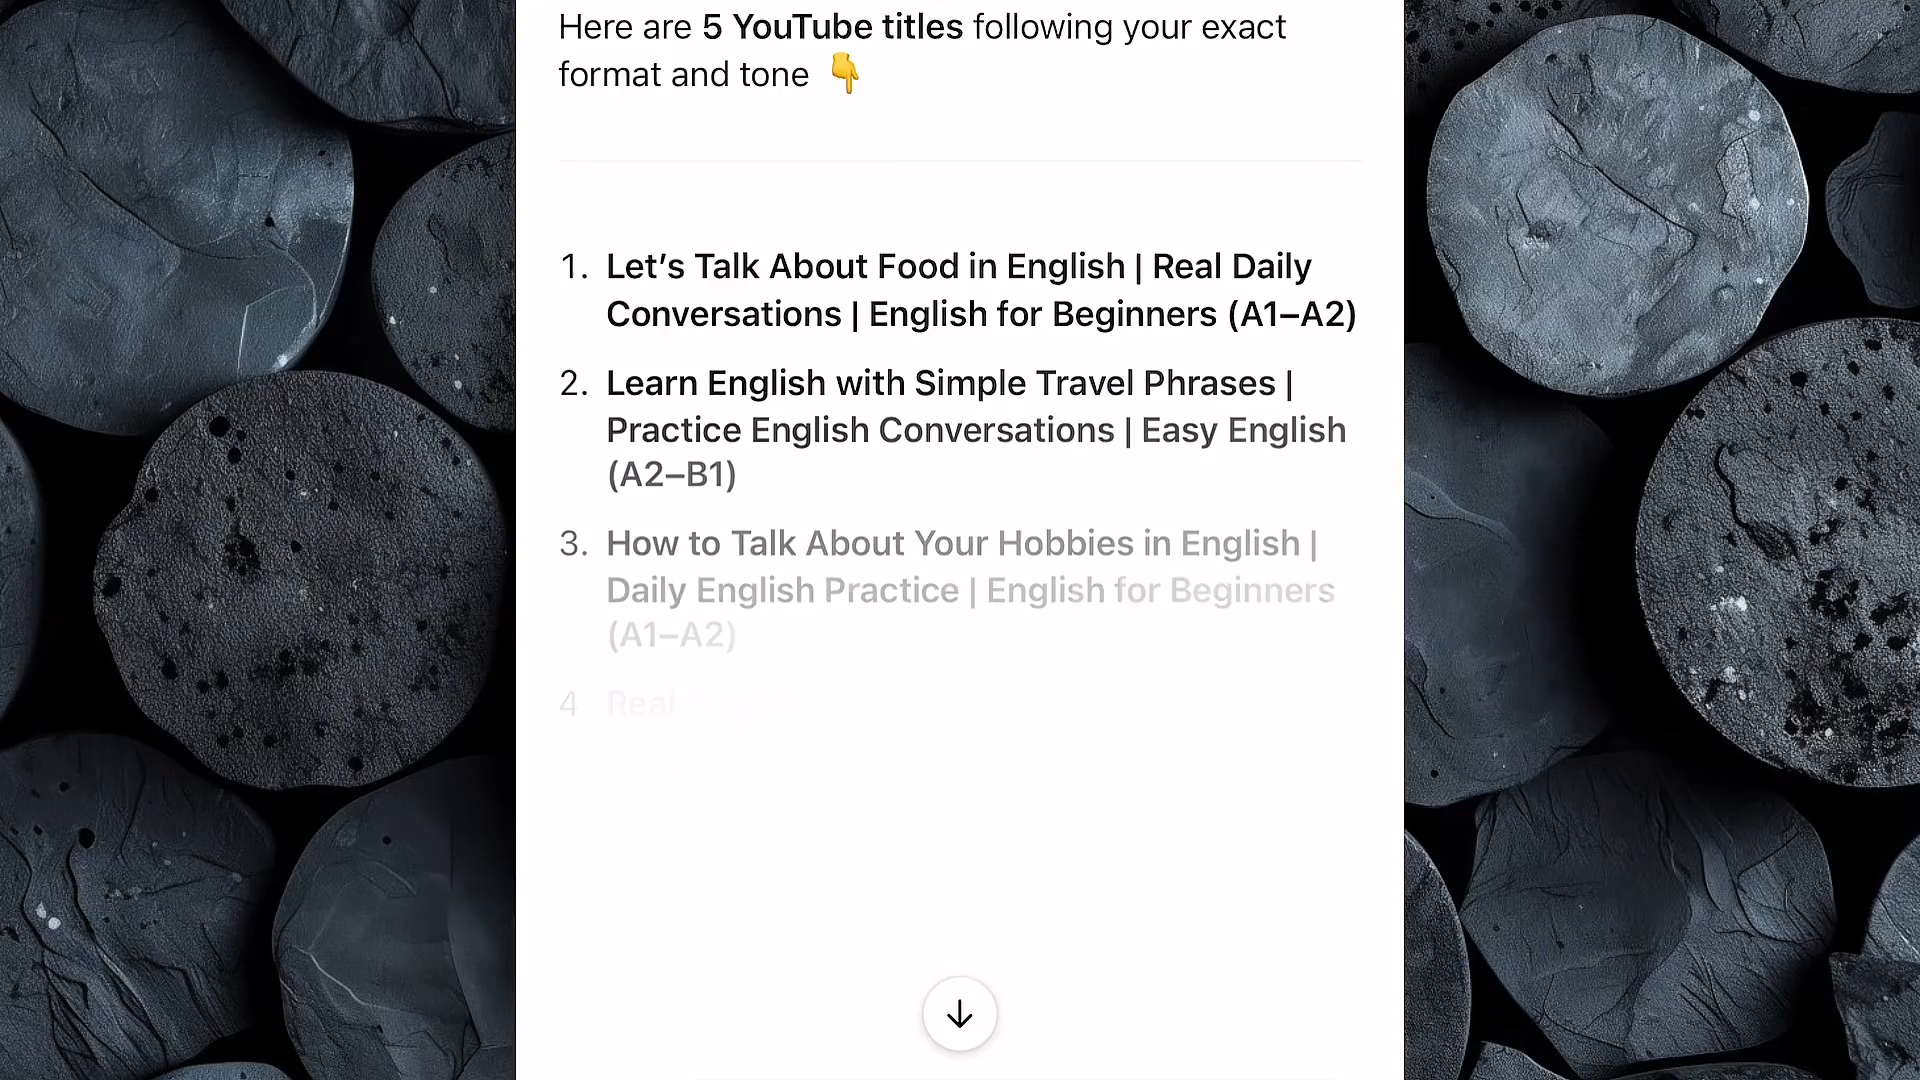 Here are 5 YouTube titles following your exact
format and tone 👇
1. Let’s Talk About Food in English | Real Daily
Conversations | English for Beginners (A1–A2)
2. Learn English with Simple Travel Phrases |
Practice English Conversations | Easy English
(A2–B1)
3. How to Talk About Your Hobbies in English |
Daily English Practice | English for Beginners
(A1–A2)
4 Real